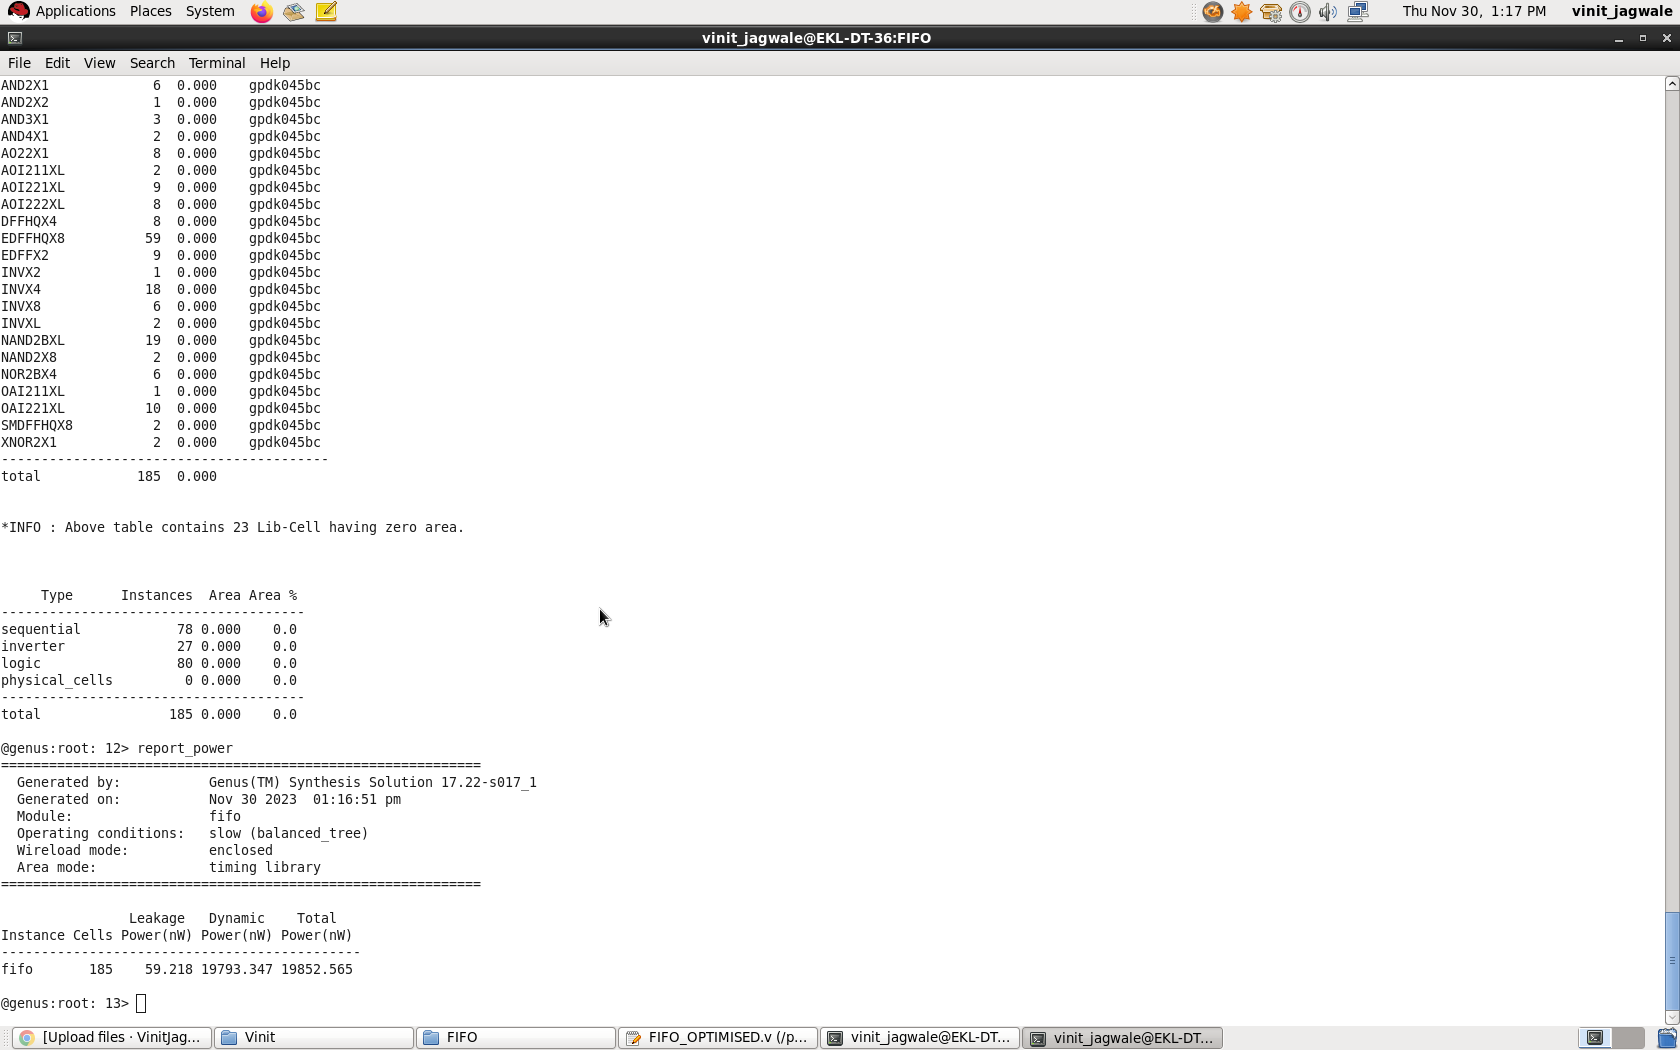 Applications Places System Thu Nov 30, 1:17 PM vinit_jagwale
vinit_jagwale@EKL-DT-36:FIFO
File Edit View Search Terminal Help
AND2X1 6 0.000 gpdk045bc
AND2X2 1 0.000 gpdk045bc
AND3X1 3 0.000 gpdk045bc
AND4X1 2 0.000 gpdk045bc
AO22X1 8 0.000 gpdk045bc
AOI211XL 2 0.000 gpdk045bc
AOI221XL 9 0.000 gpdk045bc
AOI222XL 8 0.000 gpdk045bc
DFFHQX4 8 0.000 gpdk045bc
EDFFHQX8 59 0.000 gpdk045bc
EDFFX2 9 0.000 gpdk045bc
INVX2 1 0.000 gpdk045bc
INVX4 18 0.000 gpdk045bc
INVX8 6 0.000 gpdk045bc
INVXL 2 0.000 gpdk045bc
NAND2BXL 19 0.000 gpdk045bc
NAND2X8 2 0.000 gpdk045bc
NOR2BX4 6 0.000 gpdk045bc
OAI211XL 1 0.000 gpdk045bc
OAI221XL 10 0.000 gpdk045bc
SMDFFHQX8 2 0.000 gpdk045bc
XNOR2X1 2 0.000 gpdk045bc
-----------------------------------------
total 185 0.000
*INFO : Above table contains 23 Lib-Cell having zero area.
Type Instances Area Area %
--------------------------------------
sequential 78 0.000 0.0
inverter 27 0.000 0.0
logic 80 0.000 0.0
physical_cells 0 0.000 0.0
--------------------------------------
total 185 0.000 0.0
@genus:root: 12> report_power
============================================================
Generated by: Genus(TM) Synthesis Solution 17.22-s017_1
Generated on: Nov 30 2023 01:16:51 pm
Module: fifo
Operating conditions: slow (balanced_tree)
Wireload mode: enclosed
Area mode: timing library
============================================================
Leakage Dynamic Total
Instance Cells Power(nW) Power(nW) Power(nW)
---------------------------------------------
fifo 185 59.218 19793.347 19852.565
@genus:root: 13>
[Upload files · VinitJag... Vinit FIFO FIFO_OPTIMISED.v (/p... vinit_jagwale@EKL-DT... vinit_jagwale@EKL-DT...